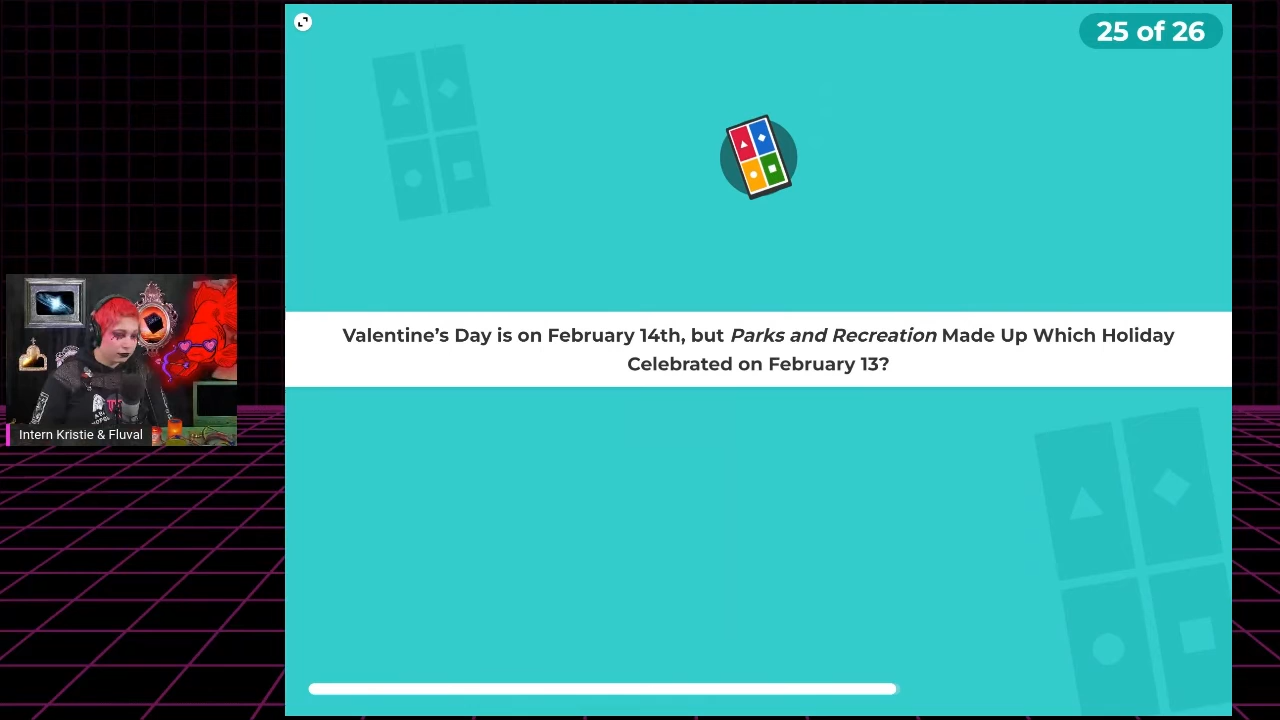 25 of 26
Valentine’s Day is on February 14th, but Parks and Recreation Made Up Which Holiday
Celebrated on February 13?
Intern Kristie & Fluval